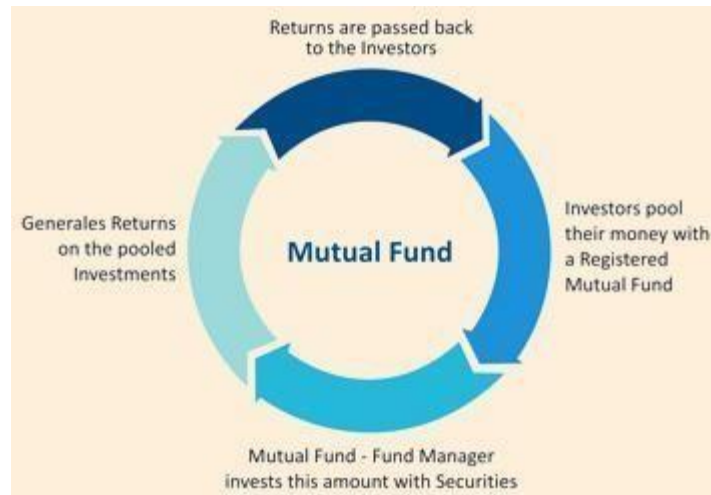 Returns are passed back
to the Investors
Investors pool
their money with
a Registered
Mutual Fund
Mutual Fund - Fund Manager
invests this amount with Securities
Generales Returns
on the pooled
Investments
Mutual Fund